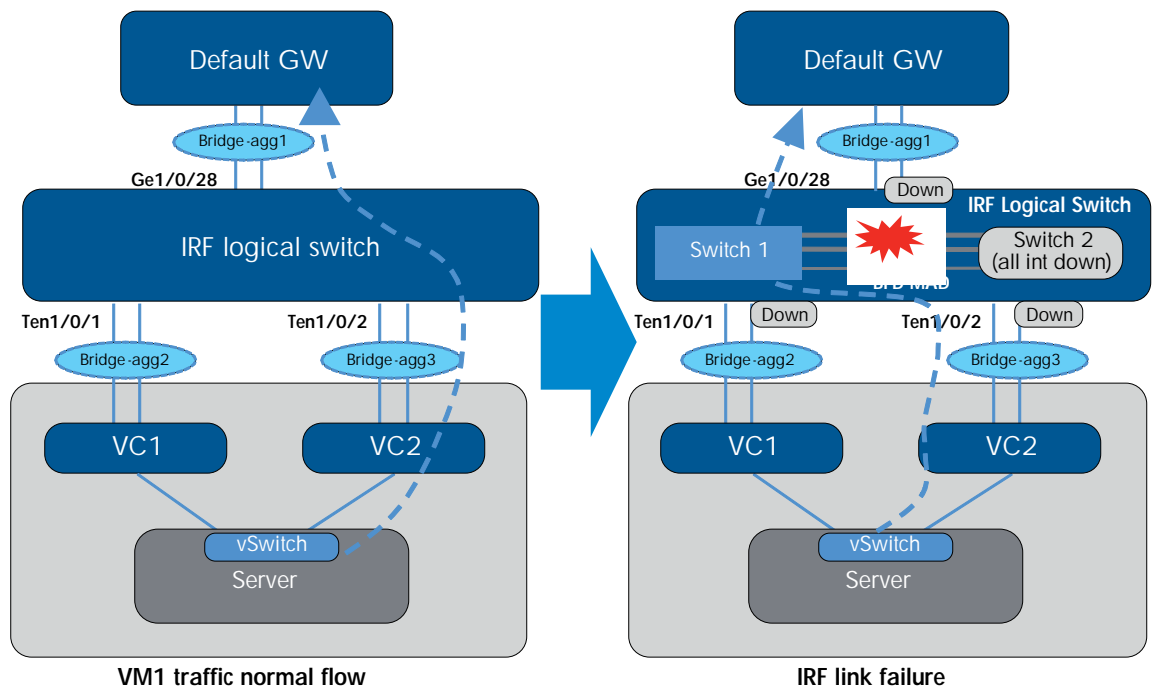 Default GW
Bridge-agg1
Ge1/0/28
IRF logical switch
Ten1/0/1
Ten1/0/2
Bridge-agg2
Bridge-agg3
VC1
VC2
vSwitch
Server
VM1 traffic normal flow
Default GW
Bridge-agg1
Ge1/0/28
Down
IRF Logical Switch
Switch 1
Switch 2
(all int down)
BFD MAD
Ten1/0/1
Down
Ten1/0/2
Down
Bridge-agg2
Bridge-agg3
VC1
VC2
vSwitch
Server
IRF link failure